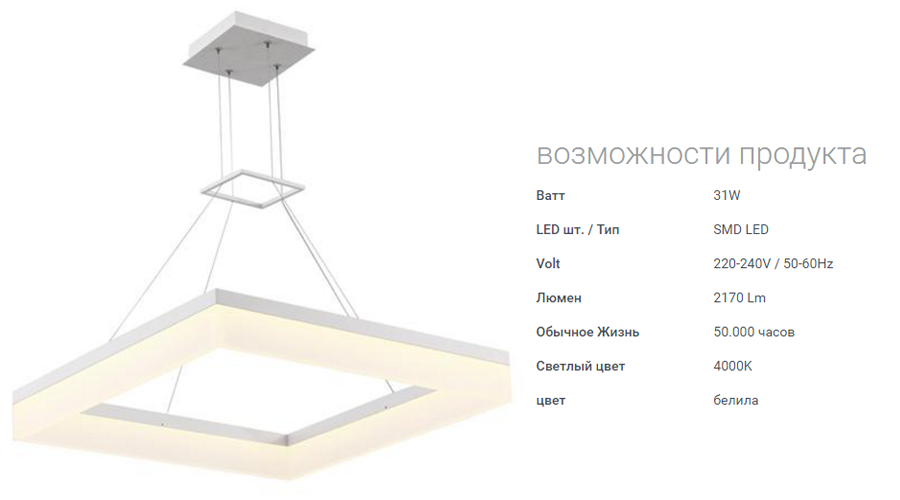 возможности продукта
Ватт 31W
LED шт. / Тип SMD LED
Volt 220-240V / 50-60Hz
Люмен 2170 Lm
Обычное Жизнь 50.000 часов
Светлый цвет 4000K
цвет белила